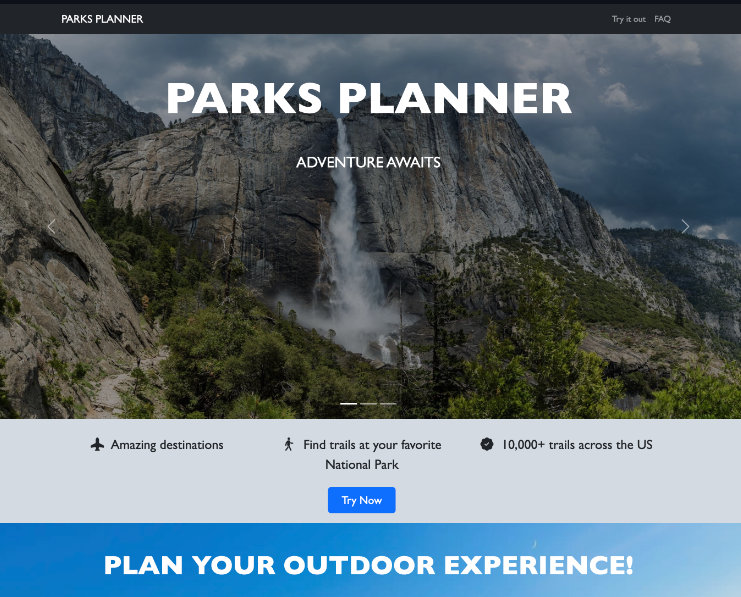 PARKS PLANNER
Try it out FAQ
PARKS PLANNER
ADVENTURE AWAITS
Amazing destinations
Find trails at your favorite
National Park
10,000+ trails across the US
Try Now
PLAN YOUR OUTDOOR EXPERIENCE!